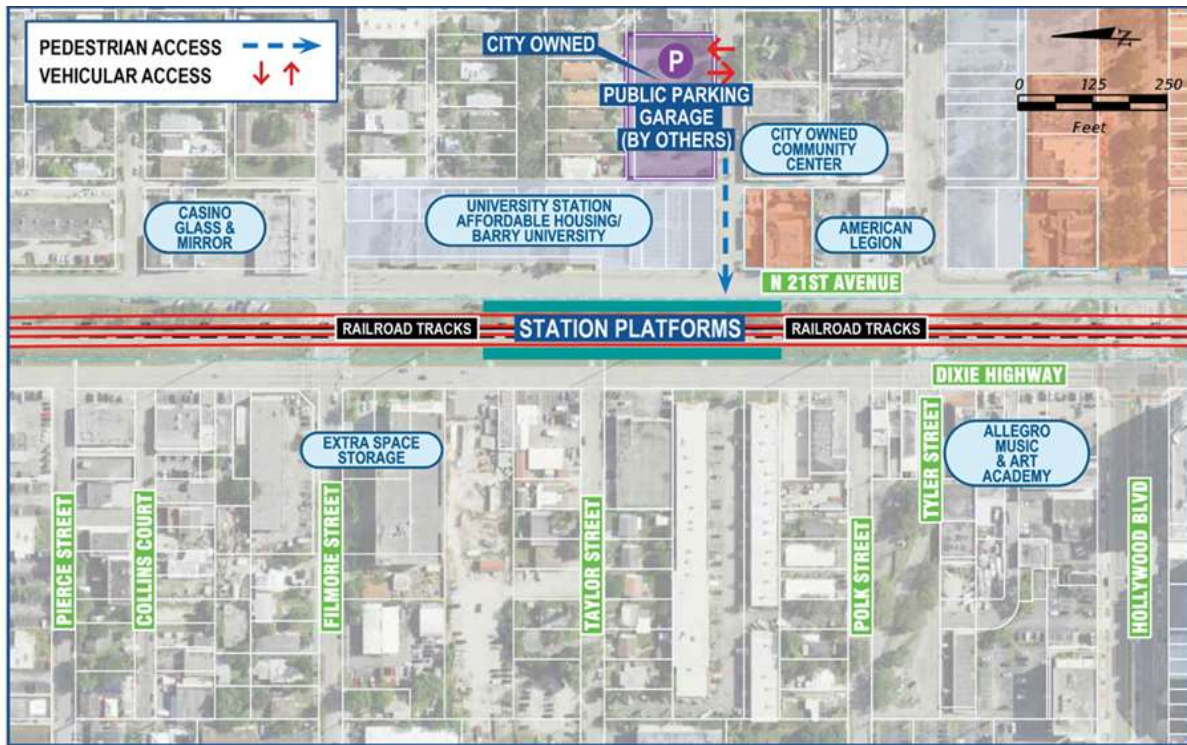 PEDESTRIAN ACCESS
VEHICULAR ACCESS
CITY OWNED
P
PUBLIC PARKING
GARAGE
(BY OTHERS)
N
0 125 250
Feet
CITY OWNED
COMMUNITY
CENTER
CASINO
GLASS &
MIRROR
UNIVERSITY STATION
AFFORDABLE HOUSING/
BARRY UNIVERSITY
AMERICAN
LEGION
N 21ST AVENUE
RAILROAD TRACKS
STATION PLATFORMS
RAILROAD TRACKS
DIXIE HIGHWAY
EXTRA SPACE
STORAGE
ALLEGRO
MUSIC
& ART
ACADEMY
PIERCE STREET
COLLINS COURT
FILMORE STREET
TAYLOR STREET
POLK STREET
TYLER STREET
HOLLYWOOD BLVD